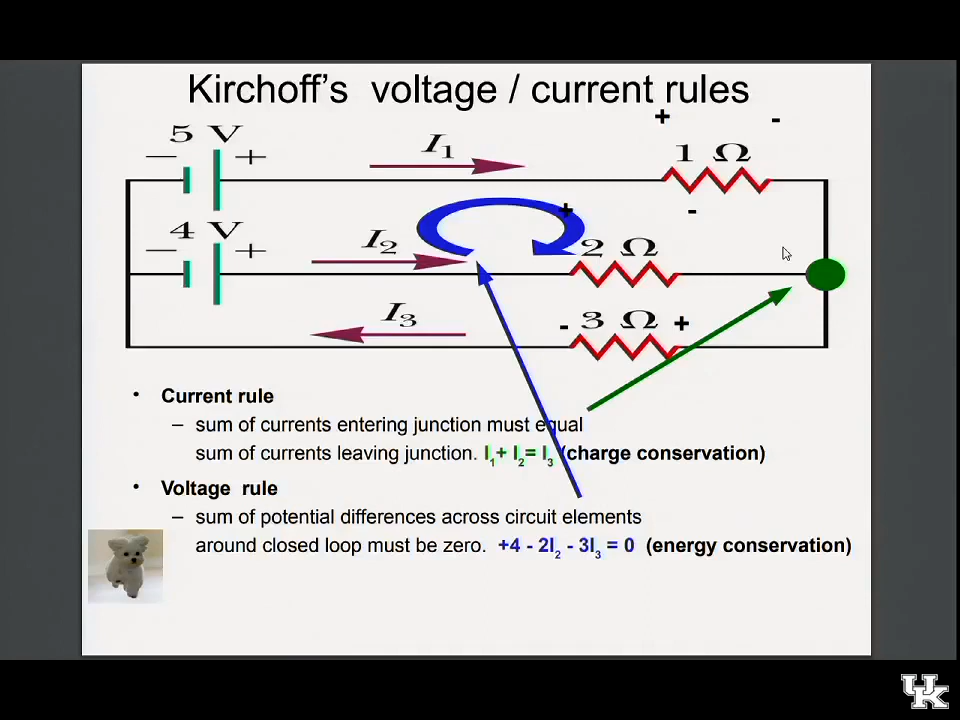 Kirchoff's voltage / current rules
+ -
5 V
− +
I1
1 Ω
+ -
4 V
− +
I2
2 Ω
I3
- 3 Ω +
• Current rule
– sum of currents entering junction must equal
sum of currents leaving junction. I1+ I2= I3 (charge conservation)
• Voltage rule
– sum of potential differences across circuit elements
around closed loop must be zero. +4 - 2I2 - 3I3 = 0 (energy conservation)
UK